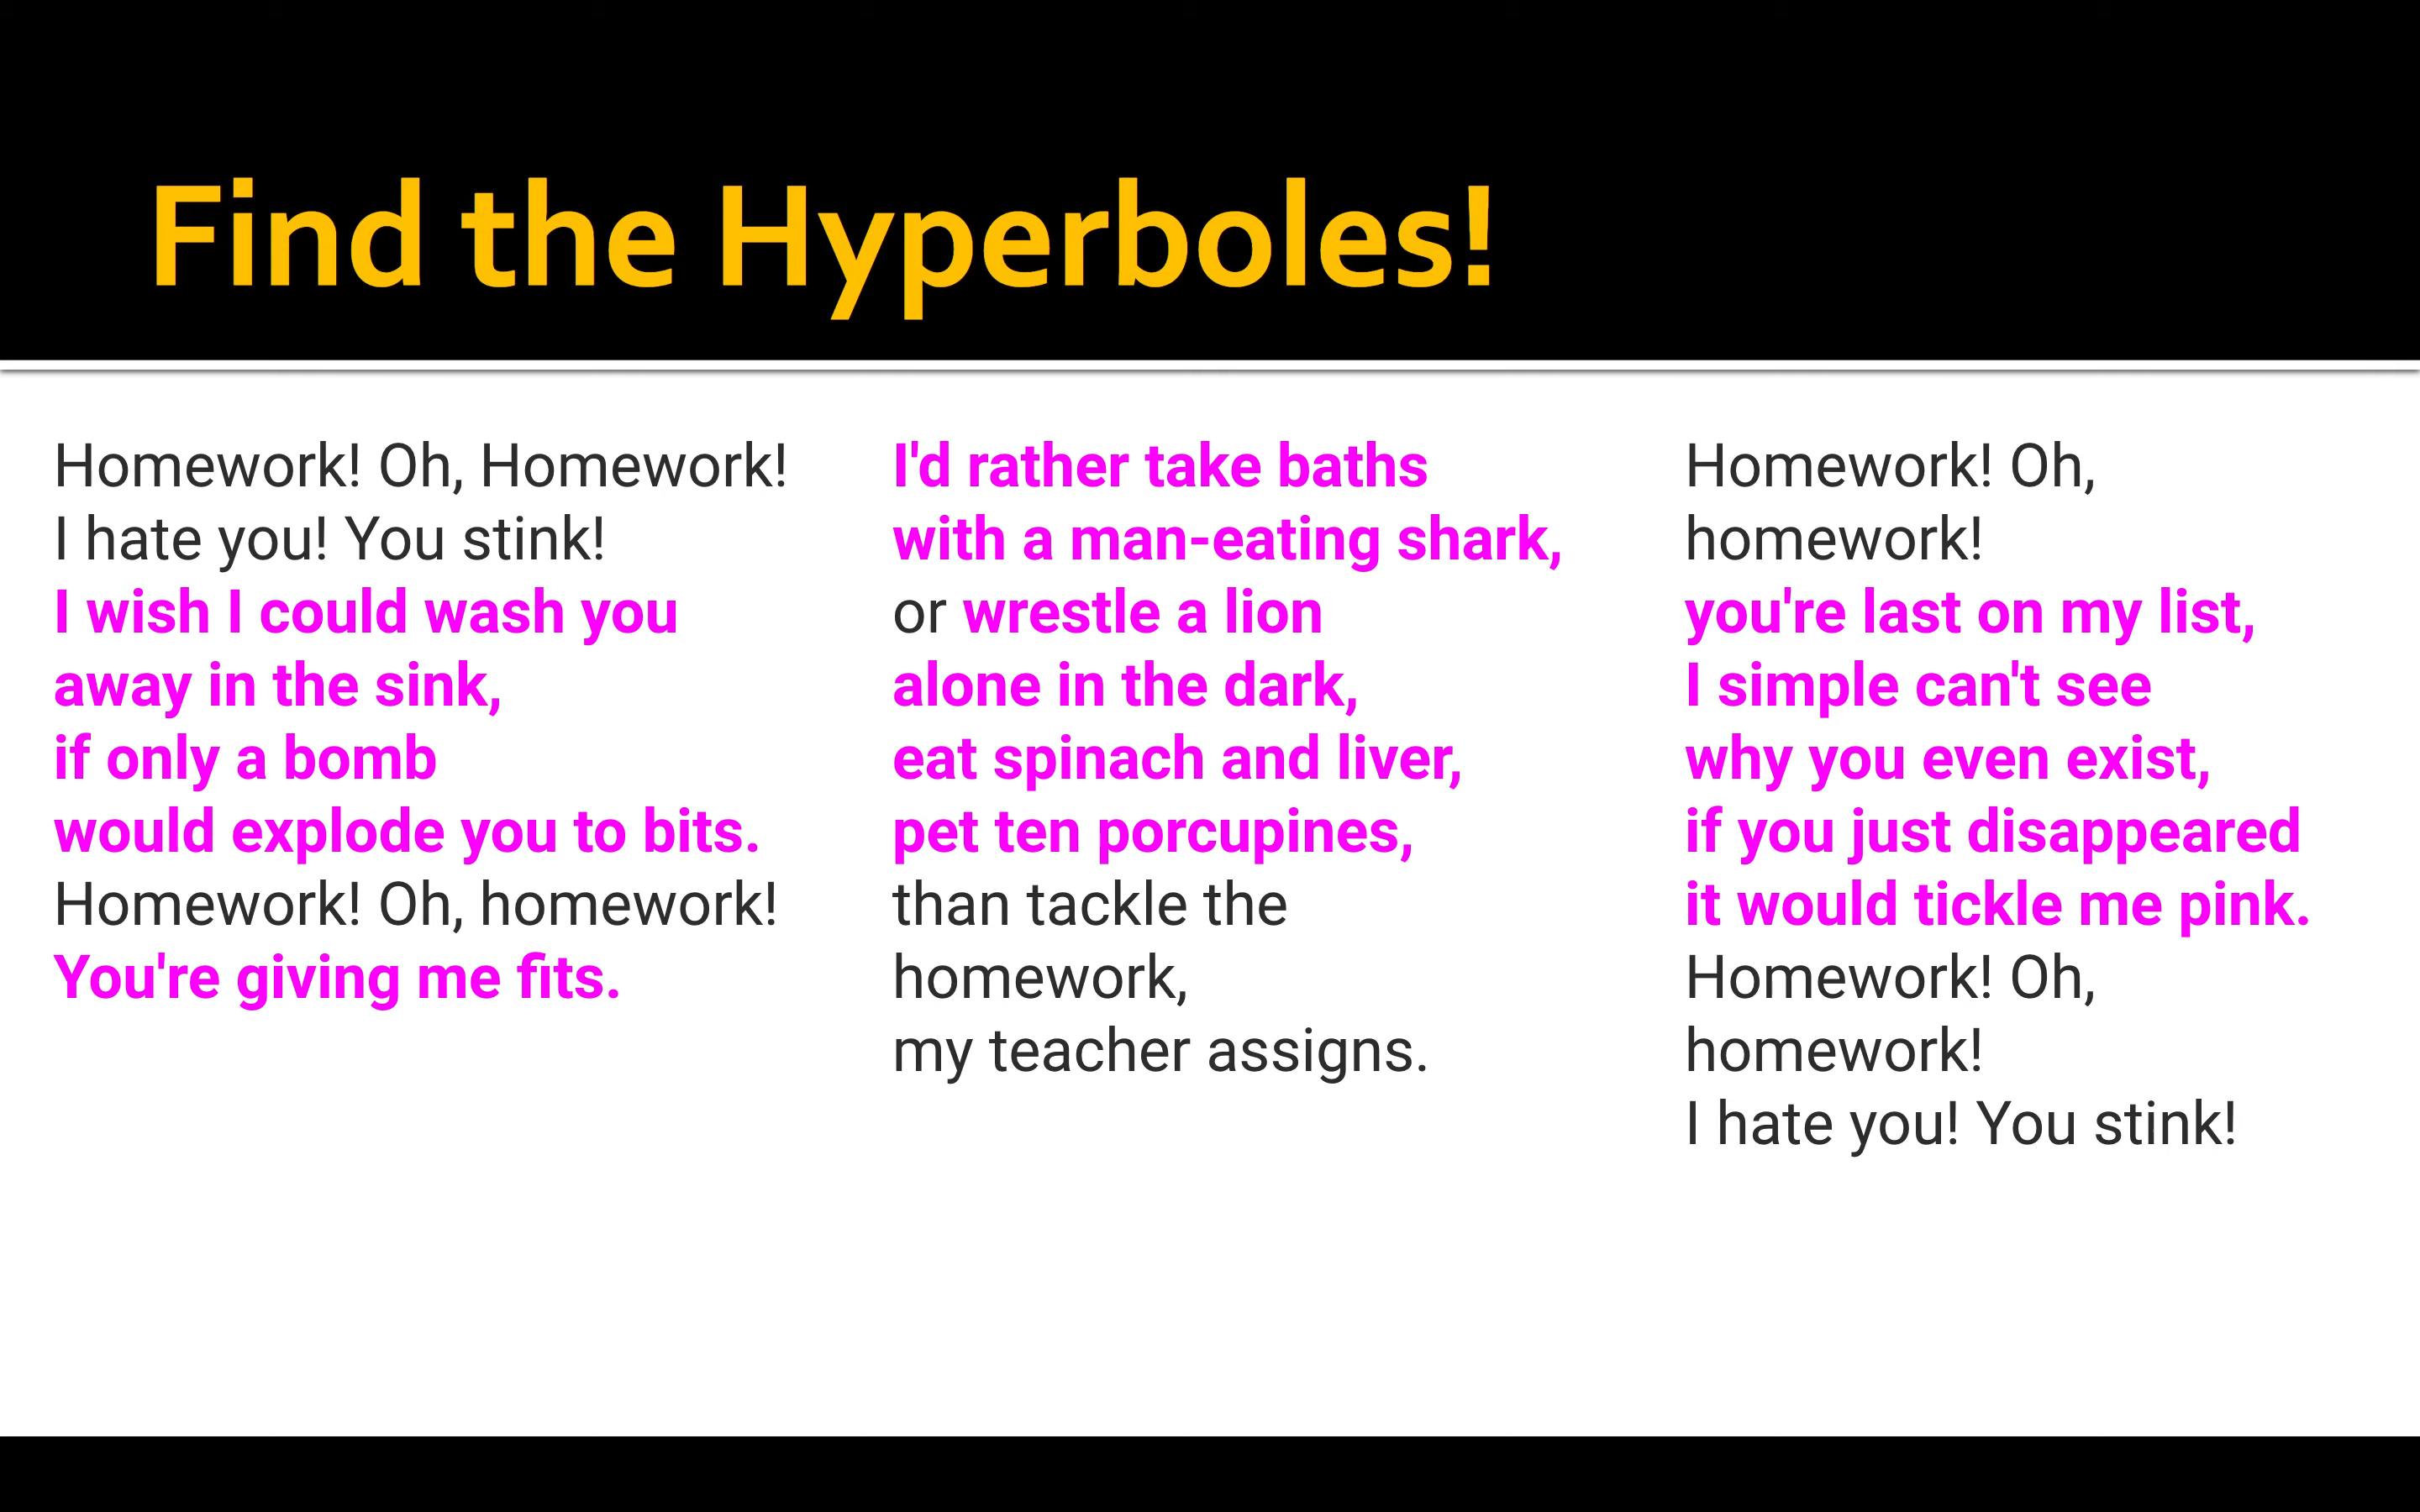 Find the Hyperboles!
Homework! Oh, Homework!
I hate you! You stink!
I wish I could wash you
away in the sink,
if only a bomb
would explode you to bits.
Homework! Oh, homework!
You're giving me fits.
I'd rather take baths
with a man-eating shark,
or wrestle a lion
alone in the dark,
eat spinach and liver,
pet ten porcupines,
than tackle the
homework,
my teacher assigns.
Homework! Oh,
homework!
you're last on my list,
I simple can't see
why you even exist,
if you just disappeared
it would tickle me pink.
Homework! Oh,
homework!
I hate you! You stink!